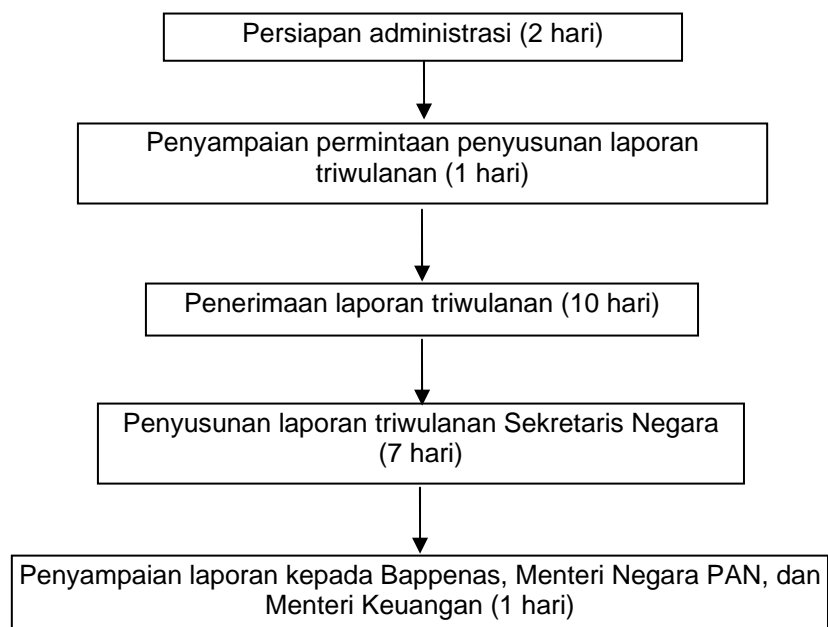 Persiapan administrasi (2 hari)
Penyampaian permintaan penyusunan laporan
triwulanan (1 hari)
Penerimaan laporan triwulanan (10 hari)
Penyusunan laporan triwulanan Sekretaris Negara
(7 hari)
Penyampaian laporan kepada Bappenas, Menteri Negara PAN, dan
Menteri Keuangan (1 hari)